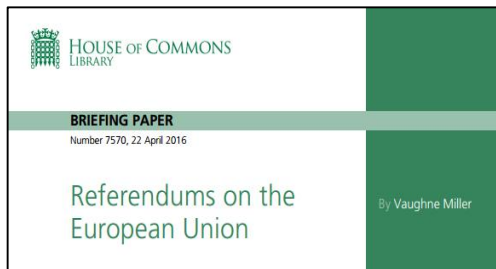 HOUSE OF COMMONS
LIBRARY
BRIEFING PAPER
Number 7570, 22 April 2016
Referendums on the
European Union
By Vaughne Miller